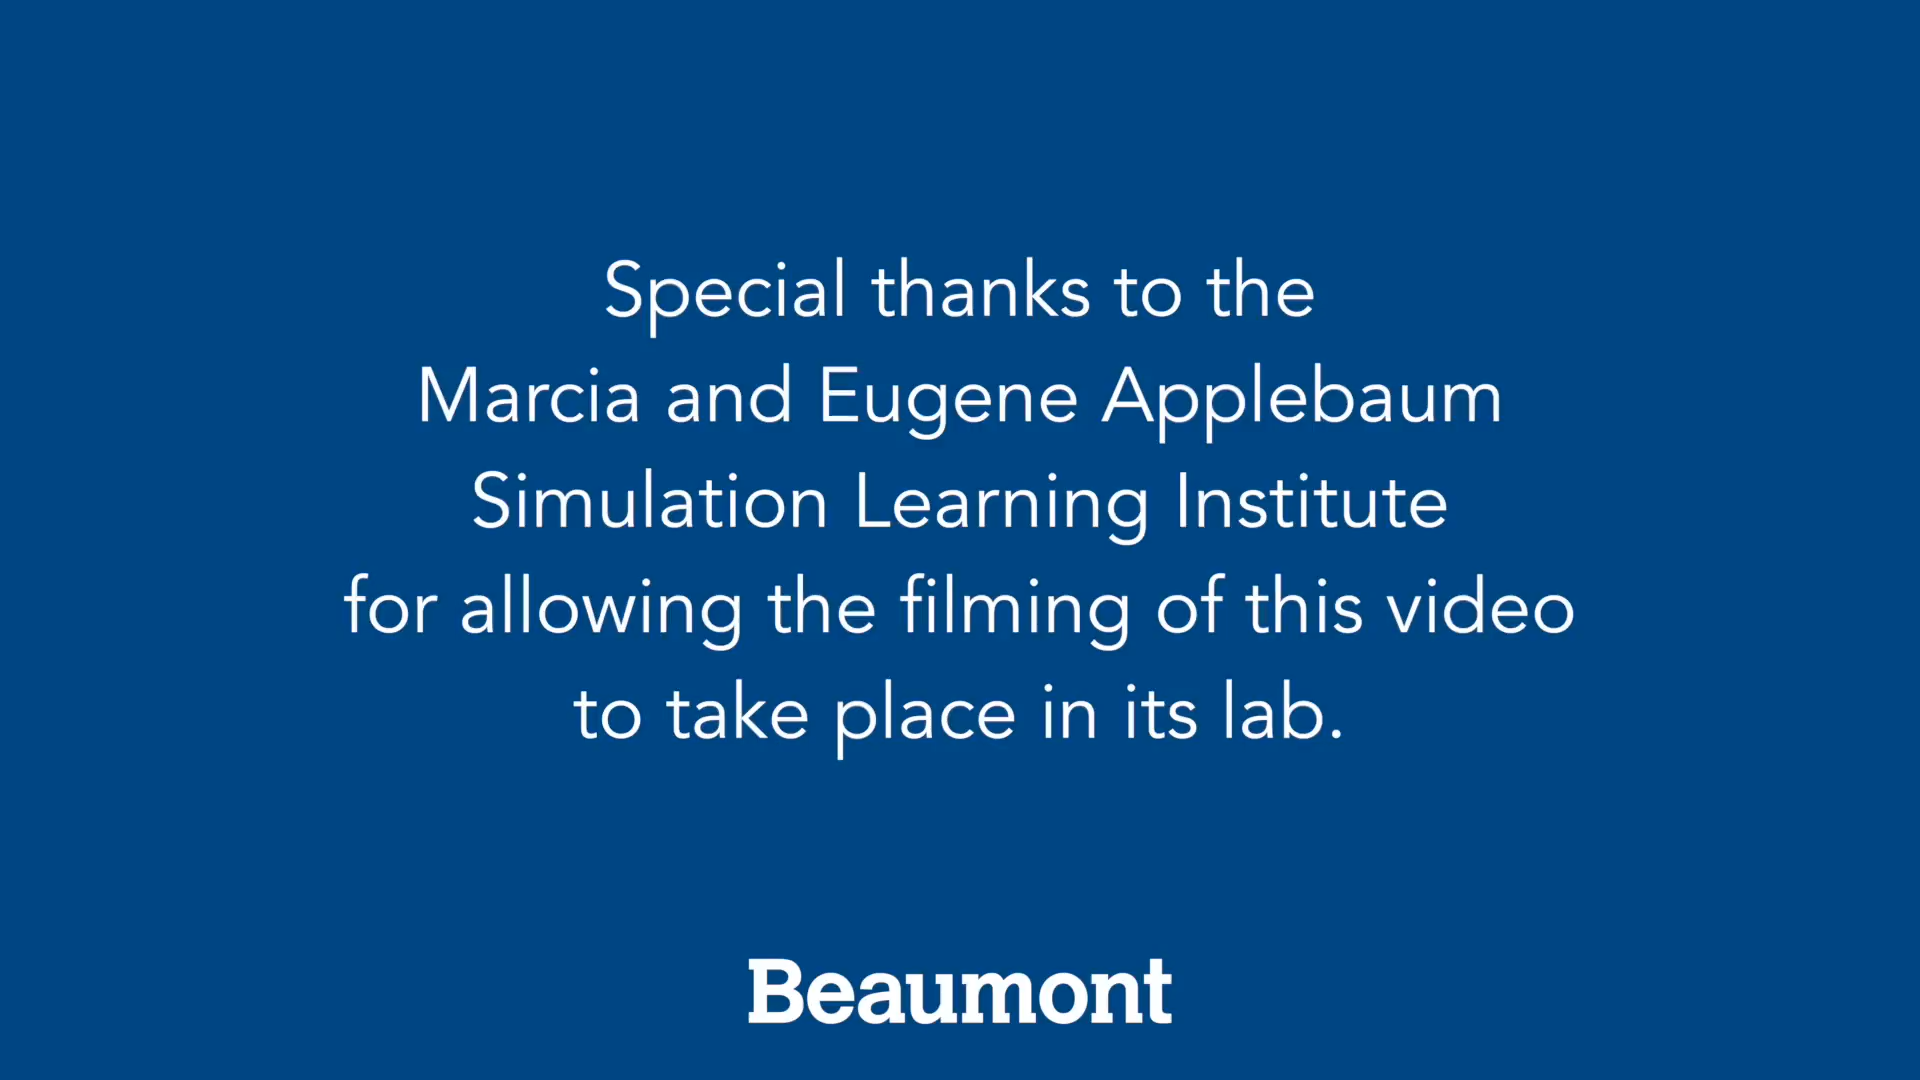 Special thanks to the
Marcia and Eugene Applebaum
Simulation Learning Institute
for allowing the filming of this video
to take place in its lab.
Beaumont